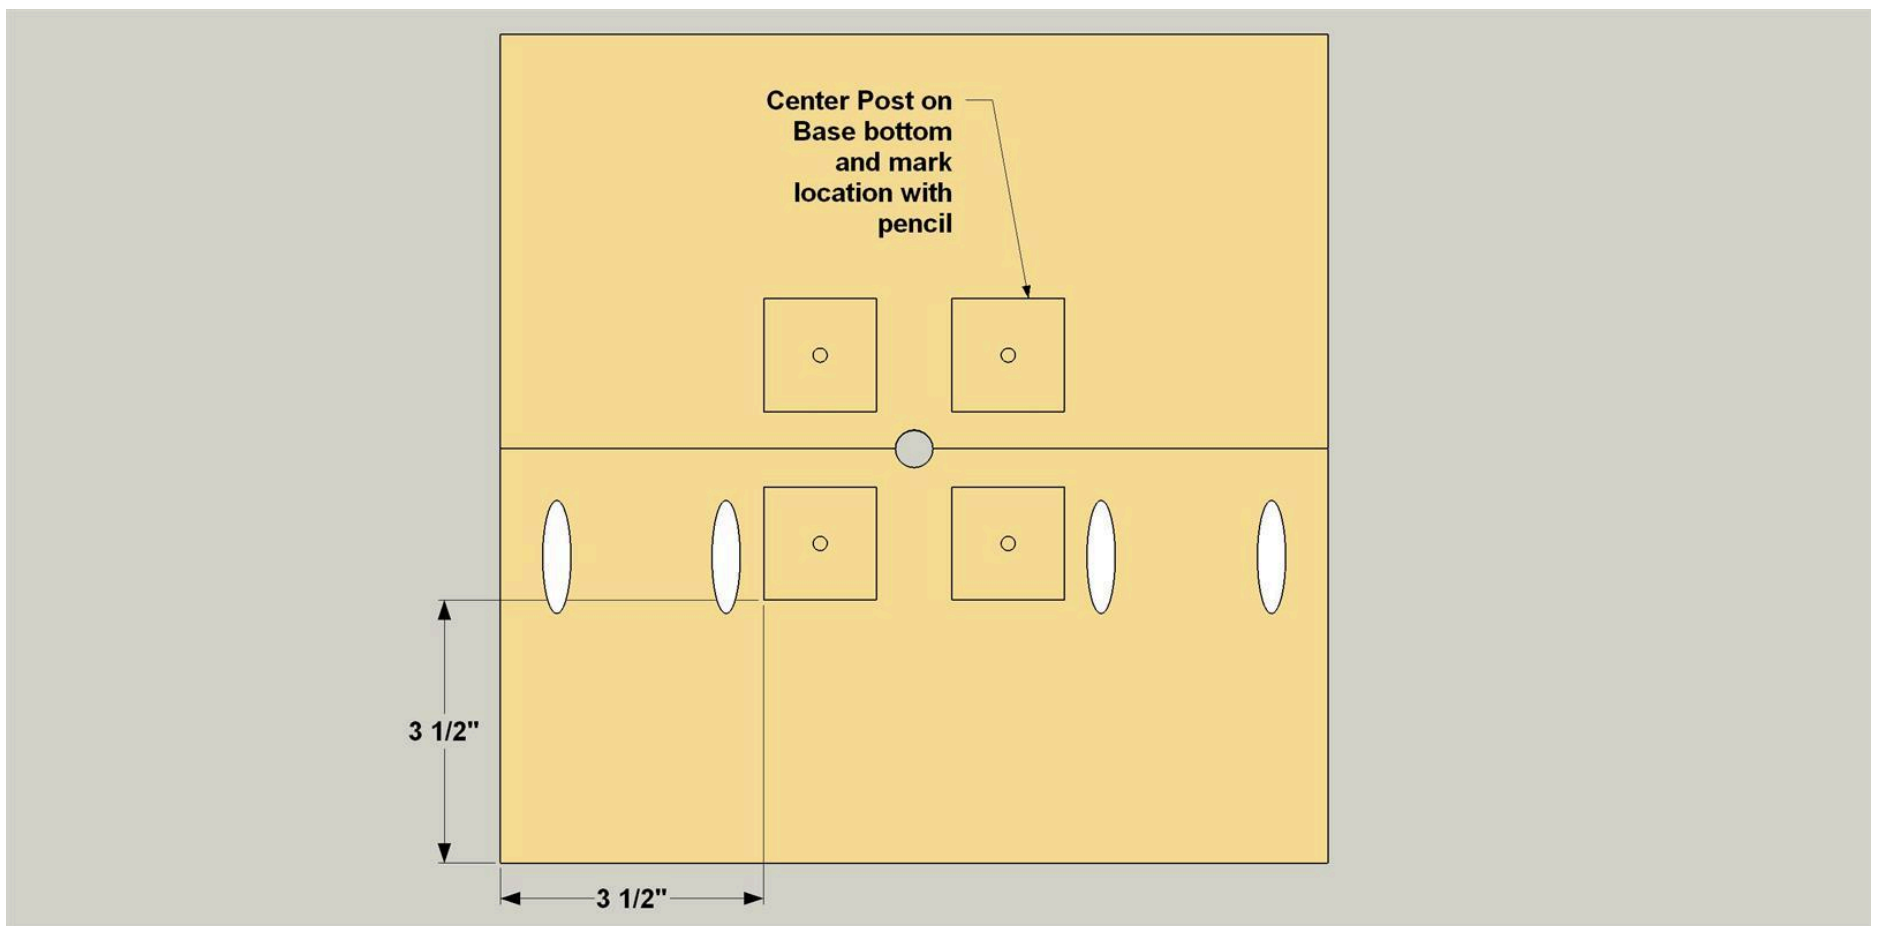 Center Post on
Base bottom
and mark
location with
pencil
3 1/2"
3 1/2"